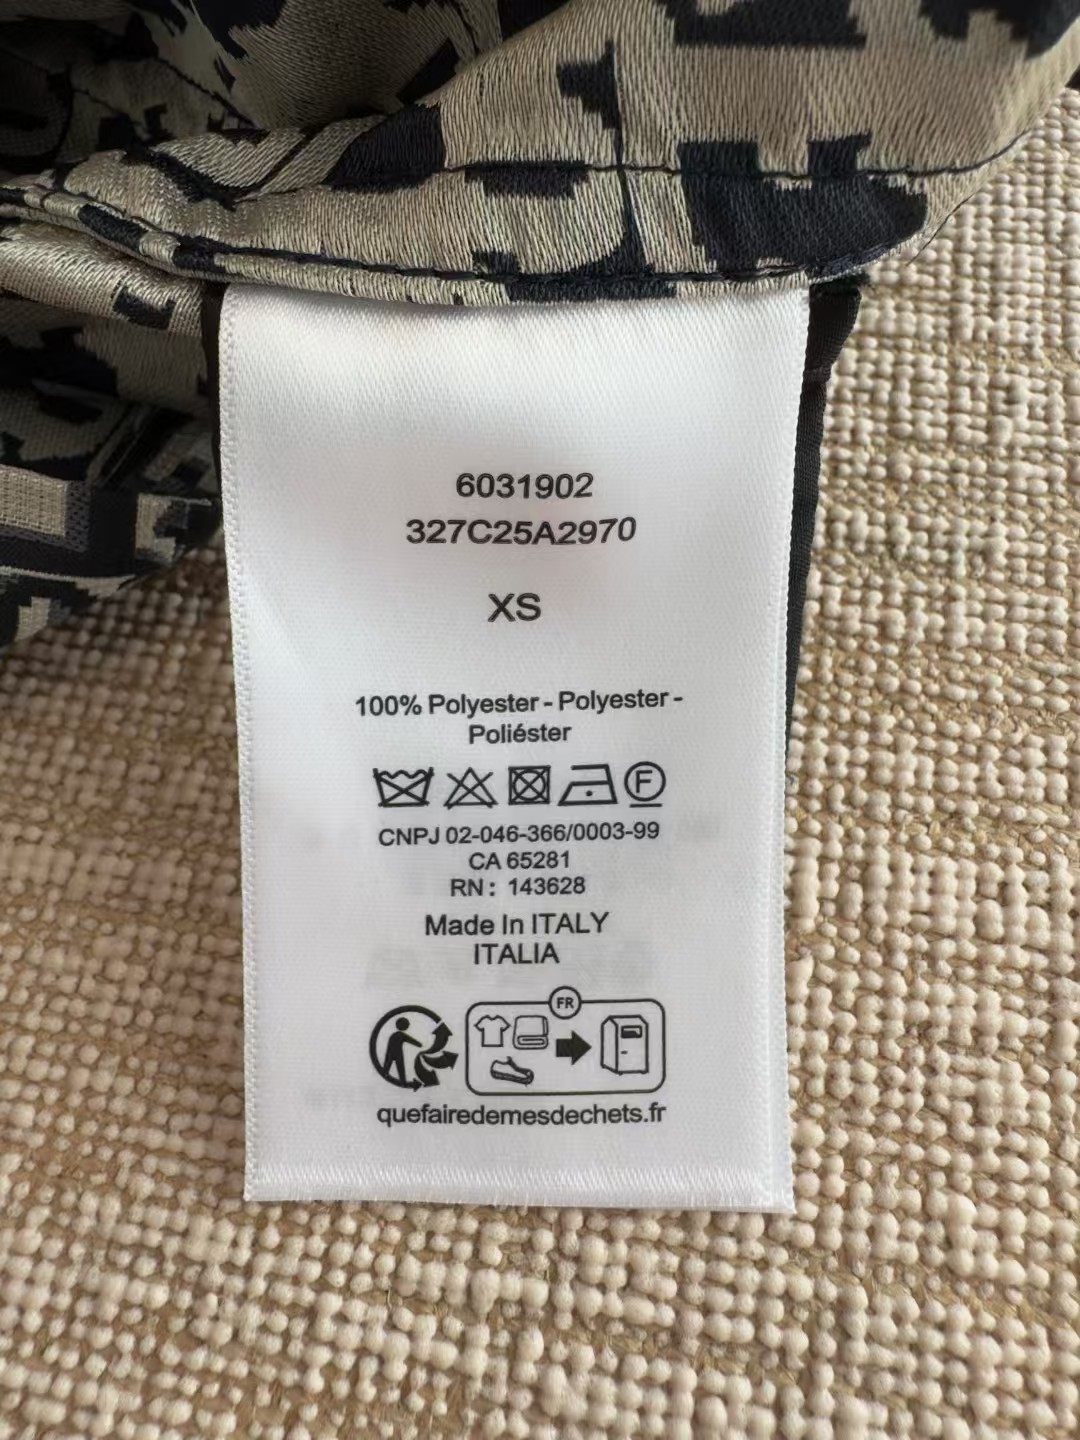 6031902
327C25A2970
XS
100% Polyester - Polyester -
Poliéster
F
CNPJ 02-046-366/0003-99
CA 65281
RN : 143628
Made In ITALY
ITALIA
FR
quefairedemesdechets.fr